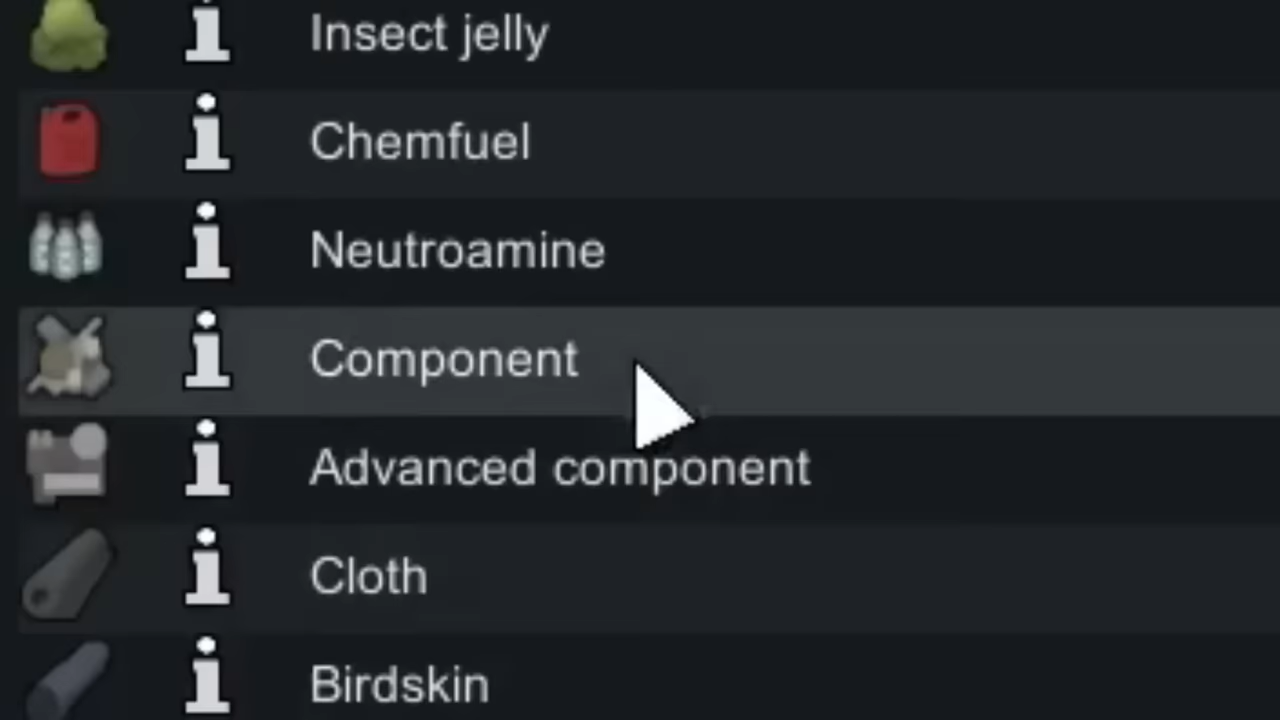 Insect jelly
Chemfuel
Neutroamine
Component
Advanced component
Cloth
Birdskin